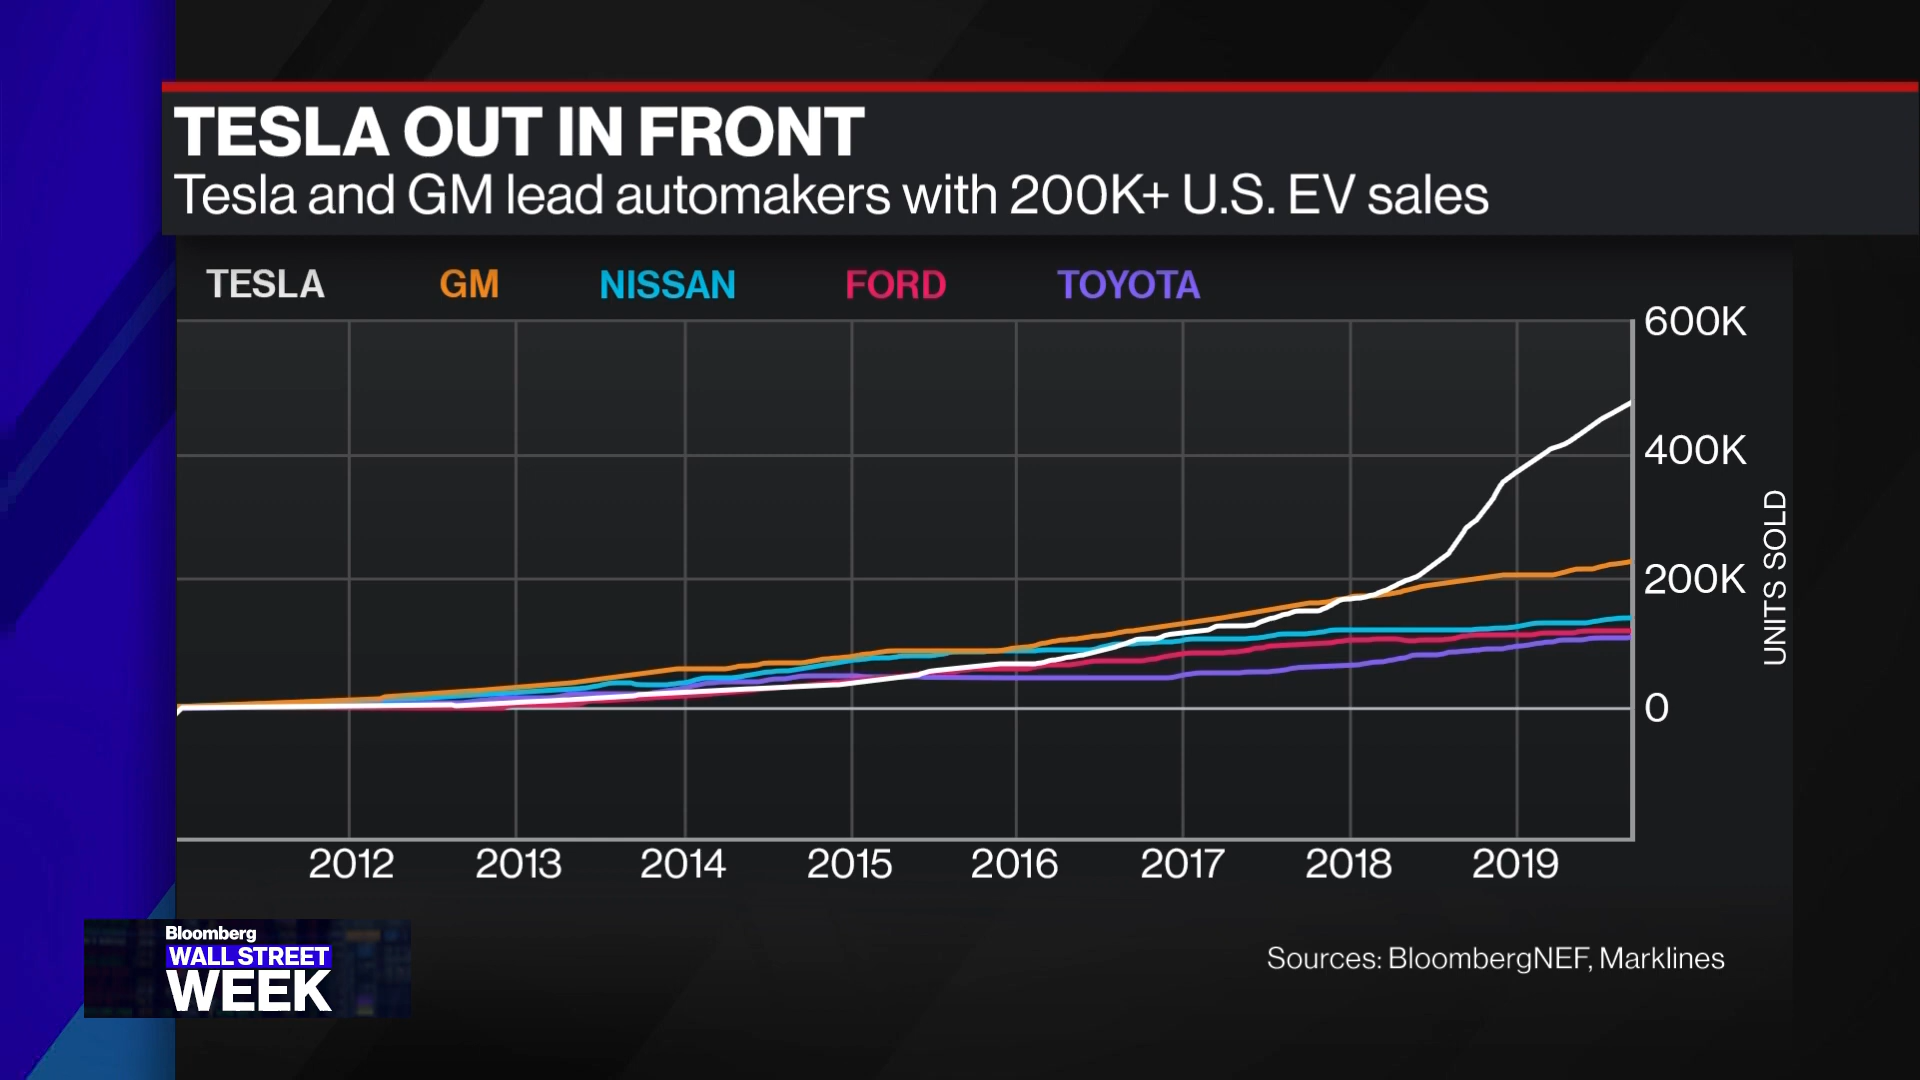 TESLA OUT IN FRONT
Tesla and GM lead automakers with 200K+ U.S. EV sales
TESLA GM NISSAN FORD TOYOTA
600K
400K
200K
0
UNITS SOLD
2012 2013 2014 2015 2016 2017 2018 2019
Sources: BloombergNEF, Marklines
Bloomberg
WALL STREET
WEEK